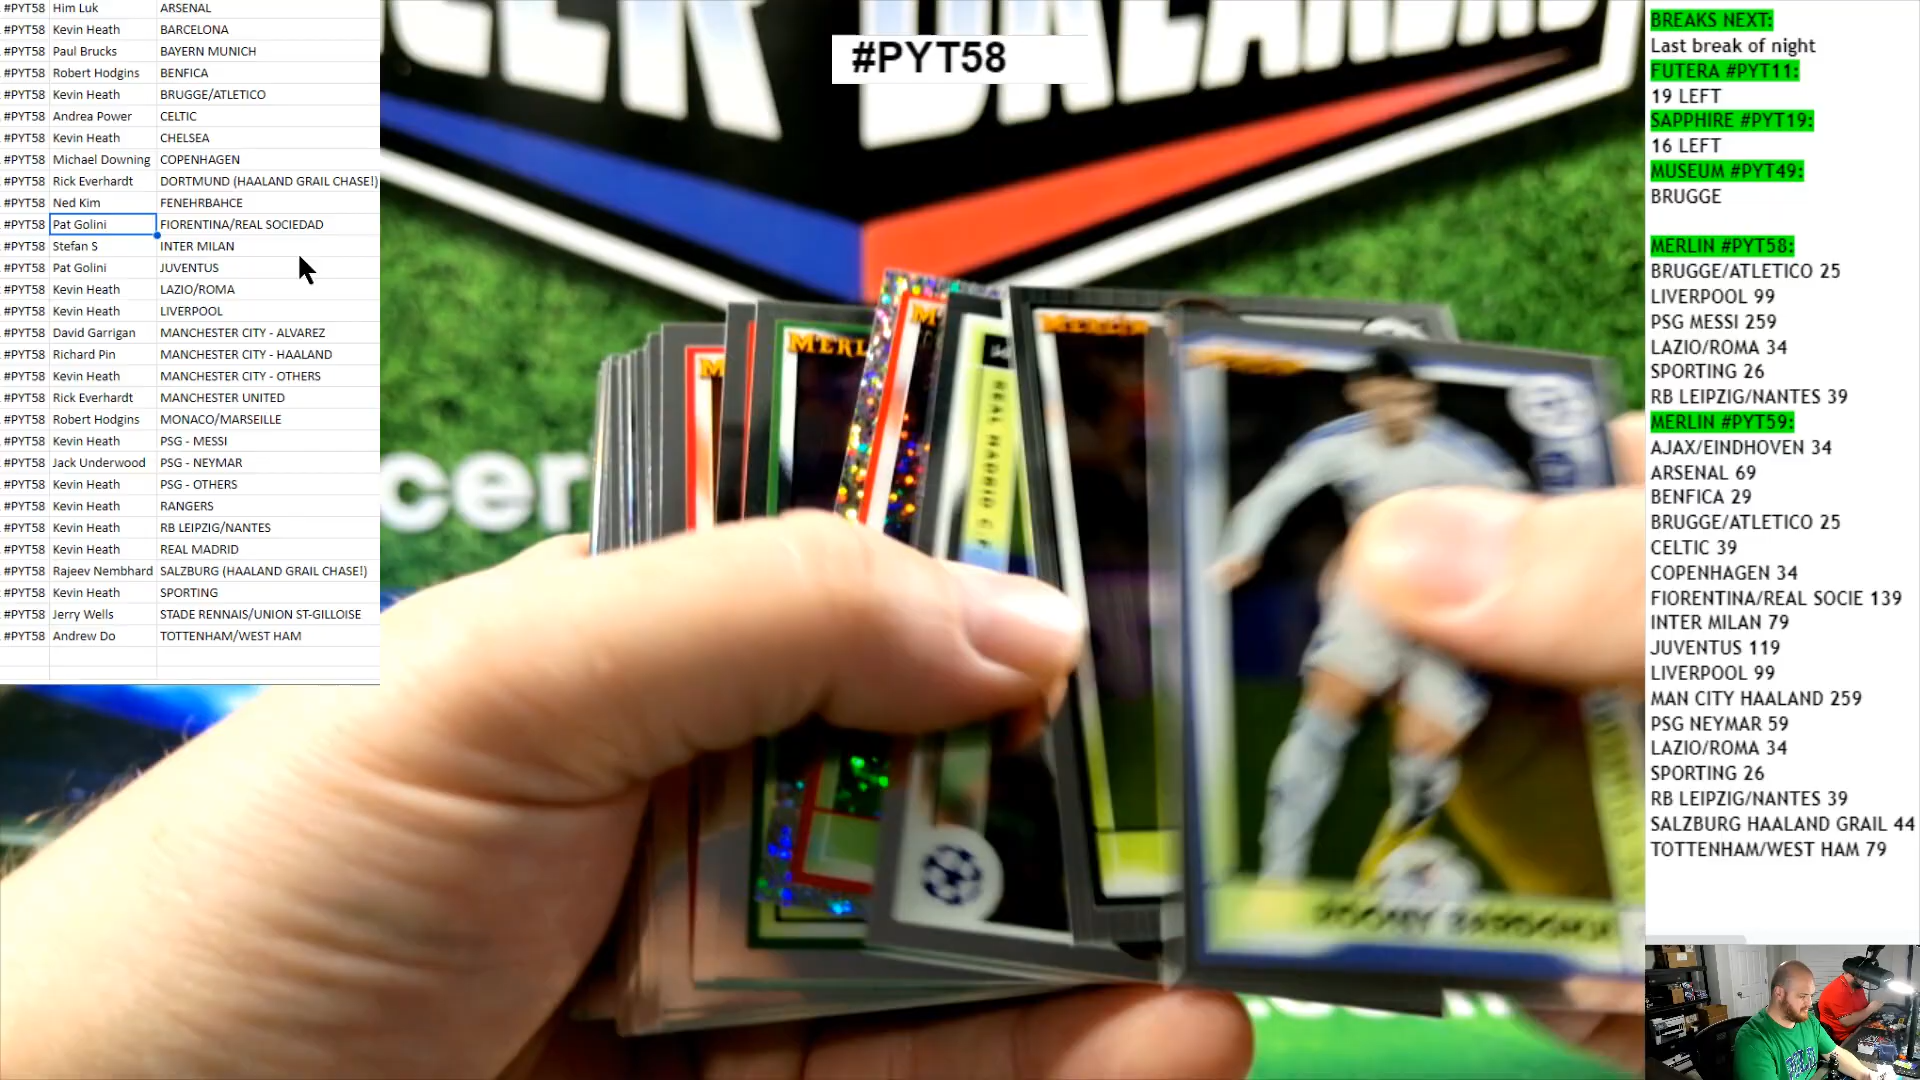 #PYT58 Him Luk ARSENAL
#PYT58 Kevin Heath BARCELONA
#PYT58 Paul Brucks BAYERN MUNICH
#PYT58 Robert Hodgins BENFICA
#PYT58 Kevin Heath BRUGGE/ATLETICO
#PYT58 Andrea Power CELTIC
#PYT58 Kevin Heath CHELSEA
#PYT58 Michael Downing COPENHAGEN
#PYT58 Rick Everhardt DORTMUND (HAALAND GRAIL CHASE!)
#PYT58 Ned Kim FENEHRBAHCE
#PYT58 Pat Golini FIORENTINA/REAL SOCIEDAD
#PYT58 Stefan S INTER MILAN
#PYT58 Pat Golini JUVENTUS
#PYT58 Kevin Heath LAZIO/ROMA
#PYT58 Kevin Heath LIVERPOOL
#PYT58 David Garrigan MANCHESTER CITY - ALVAREZ
#PYT58 Richard Pin MANCHESTER CITY - HAALAND
#PYT58 Kevin Heath MANCHESTER CITY - OTHERS
#PYT58 Rick Everhardt MANCHESTER UNITED
#PYT58 Robert Hodgins MONACO/MARSEILLE
#PYT58 Kevin Heath PSG - MESSI
#PYT58 Jack Underwood PSG - NEYMAR
#PYT58 Kevin Heath PSG - OTHERS
#PYT58 Kevin Heath RANGERS
#PYT58 Kevin Heath RB LEIPZIG/NANTES
#PYT58 Kevin Heath REAL MADRID
#PYT58 Rajeev Nembhard SALZBURG (HAALAND GRAIL CHASE!)
#PYT58 Kevin Heath SPORTING
#PYT58 Jerry Wells STADE RENNAIS/UNION ST-GILLOISE
#PYT58 Andrew Do TOTTENHAM/WEST HAM
#PYT58
cer
MERL
MERLIN
REAL MADRID C.F.
BREAKS NEXT:
Last break of night
FUTERA #PYT11:
19 LEFT
SAPPHIRE #PYT19:
16 LEFT
MUSEUM #PYT49:
BRUGGE
MERLIN #PYT58:
BRUGGE/ATLETICO 25
LIVERPOOL 99
PSG MESSI 259
LAZIO/ROMA 34
SPORTING 26
RB LEIPZIG/NANTES 39
MERLIN #PYT59:
AJAX/EINDHOVEN 34
ARSENAL 69
BENFICA 29
BRUGGE/ATLETICO 25
CELTIC 39
COPENHAGEN 34
FIORENTINA/REAL SOCIE 139
INTER MILAN 79
JUVENTUS 119
LIVERPOOL 99
MAN CITY HAALAND 259
PSG NEYMAR 59
LAZIO/ROMA 34
SPORTING 26
RB LEIPZIG/NANTES 39
SALZBURG HAALAND GRAIL 44
TOTTENHAM/WEST HAM 79